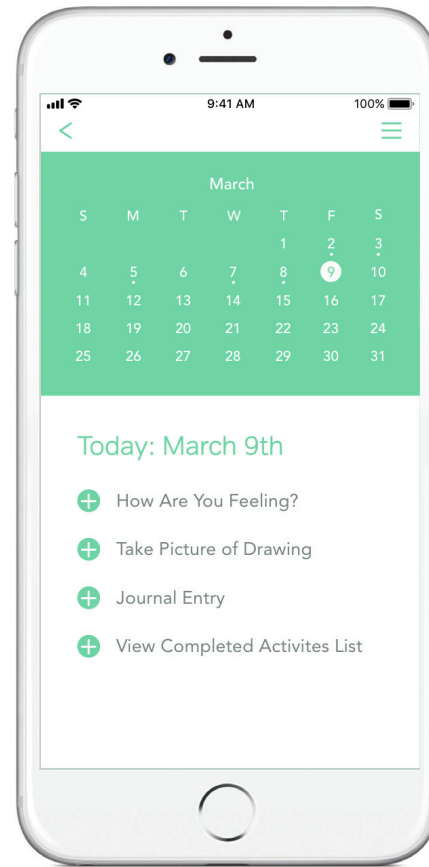 9:41 AM 100%
March
S M T W T F S
1 2 3
4 5 6 7 8 9 10
11 12 13 14 15 16 17
18 19 20 21 22 23 24
25 26 27 28 29 30 31
Today: March 9th
How Are You Feeling?
Take Picture of Drawing
Journal Entry
View Completed Activites List